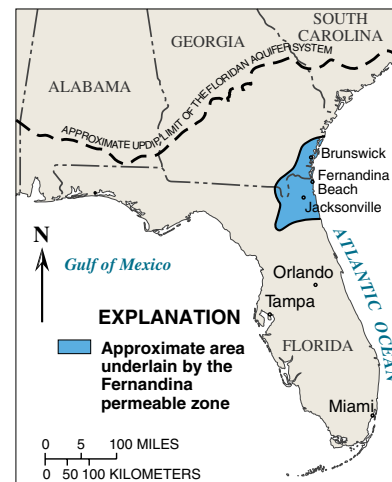 SOUTH
CAROLINA
GEORGIA
ALABAMA
APPROXIMATE UPDIP LIMIT OF THE FLORIDAN AQUIFER SYSTEM
Brunswick
Fernandina
Beach
Jacksonville
N
Gulf of Mexico
ATLANTIC OCEAN
Orlando
Tampa
EXPLANATION
Approximate area
underlain by the
Fernandina
permeable zone
FLORIDA
Miami
0 5 100 MILES
0 50 100 KILOMETERS